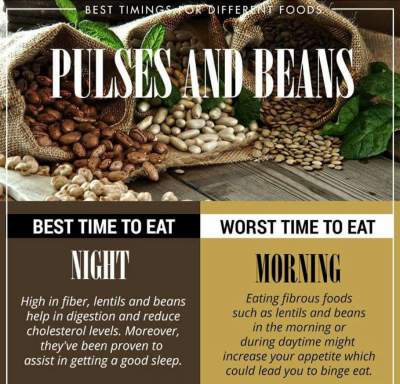 BEST TIMINGS FOR DIFFERENT FOODS
PULSES AND BEANS
BEST TIME TO EAT
NIGHT
High in fiber, lentils and beans
help in digestion and reduce
cholesterol levels. Moreover,
they've been proven to
assist in getting a good sleep.
WORST TIME TO EAT
MORNING
Eating fibrous foods
such as lentils and beans
in the morning or
during daytime might
increase your appetite which
could lead you to binge eat.